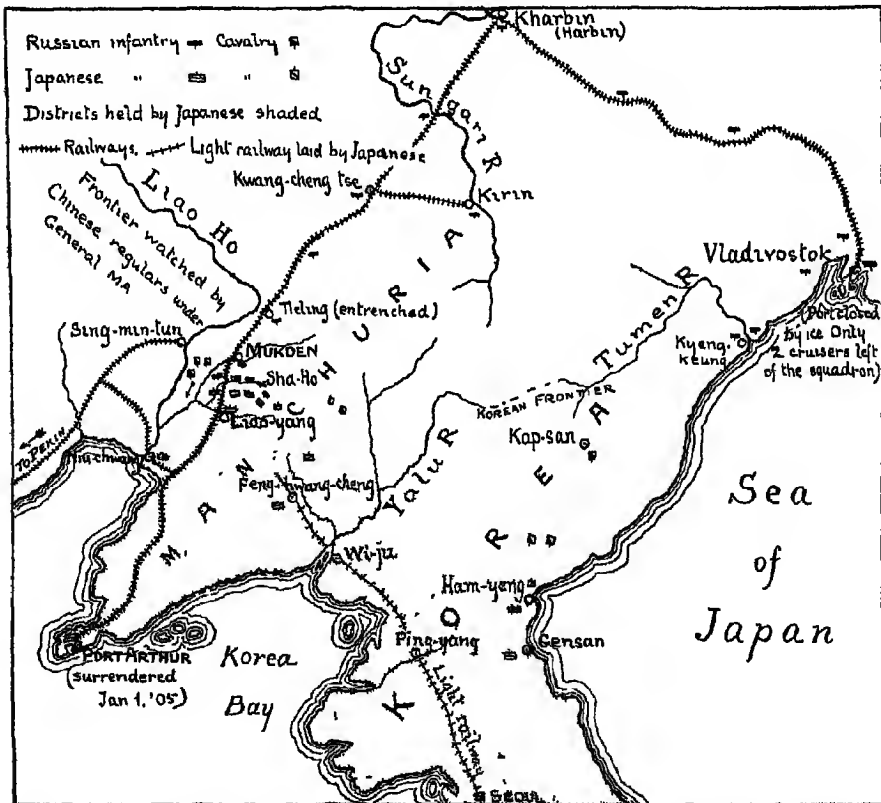 Russian infantry Cavalry
Japanese " "
Districts held by Japanese shaded
Railways. Light railway laid by Japanese
Kharbin
(Harbin)
Sungari R
Liao Ho
Frontier watched by
Chinese regulars under
General MA
Kwang-cheng tse
Kirin
Vladivostok
(Port closed
by ice Only
2 cruisers left
of the squadron)
Tieling (entrenched)
Sing-min-tun
MUKDEN
Sha-Ho
Liao-yang
MANCHURIA
Tumen R
Kyeng-
keung
KOREAN FRONTIER
Kap-san
TO PEKIN
Niu-chwang
Feng-hwang-cheng
Yalu R
Wi-ju
KOREA
Sea
of
Japan
Ham-yeng
Gensan
Ping-yang
Light railway
PORT ARTHUR
(surrendered
Jan 1, '05)
Korea
Bay
Seoul